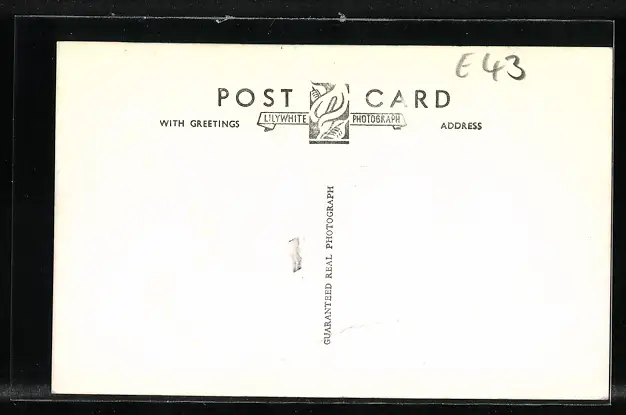 E43
POST CARD
WITH GREETINGS
LILYWHITE PHOTOGRAPH
ADDRESS
GUARANTEED REAL PHOTOGRAPH